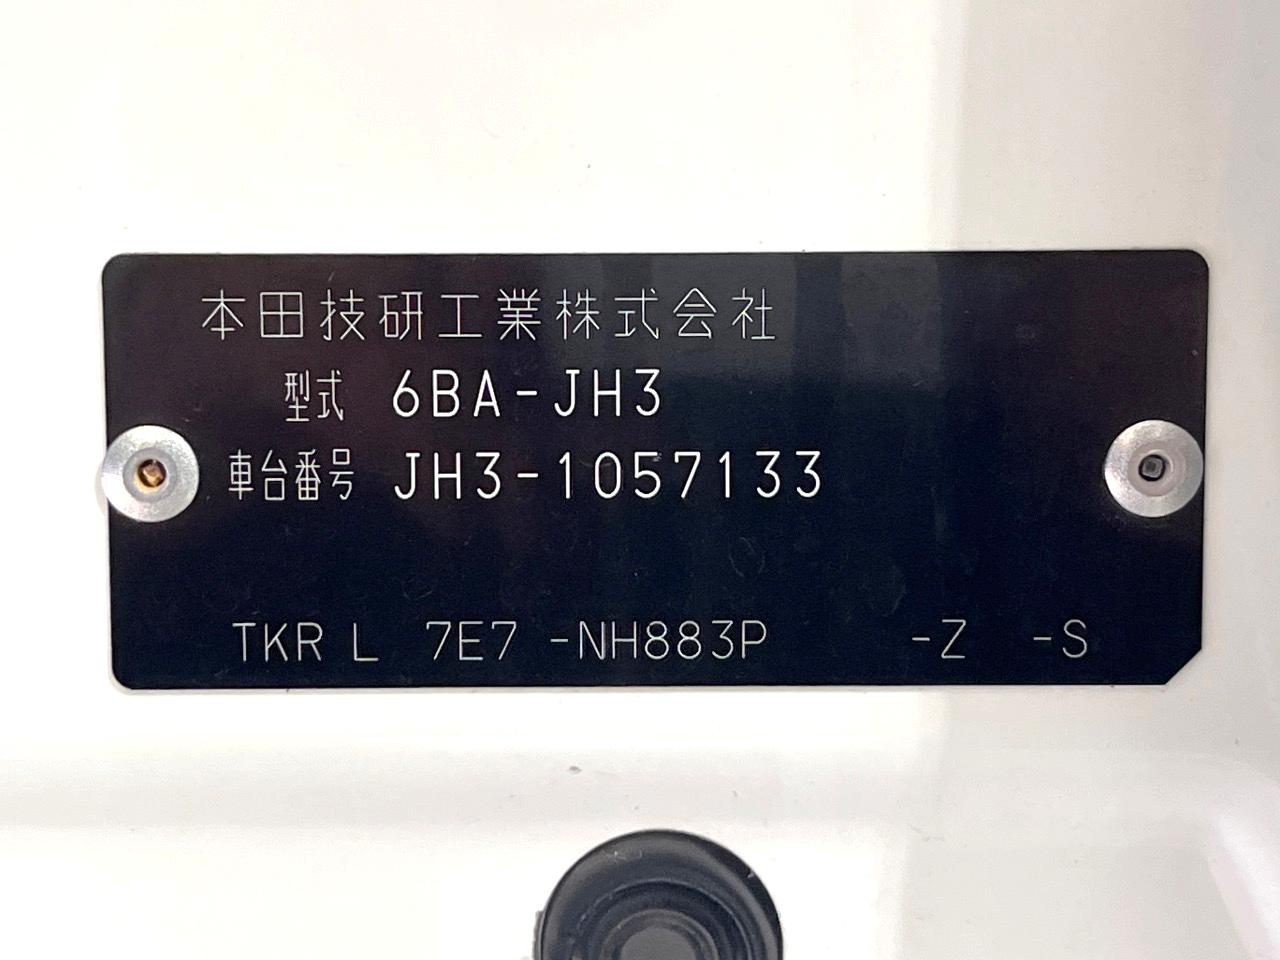 本田技研工業株式会社
型式 6BA-JH3
車台番号 JH3-1057133
TKR L 7E7 -NH883P -Z -S